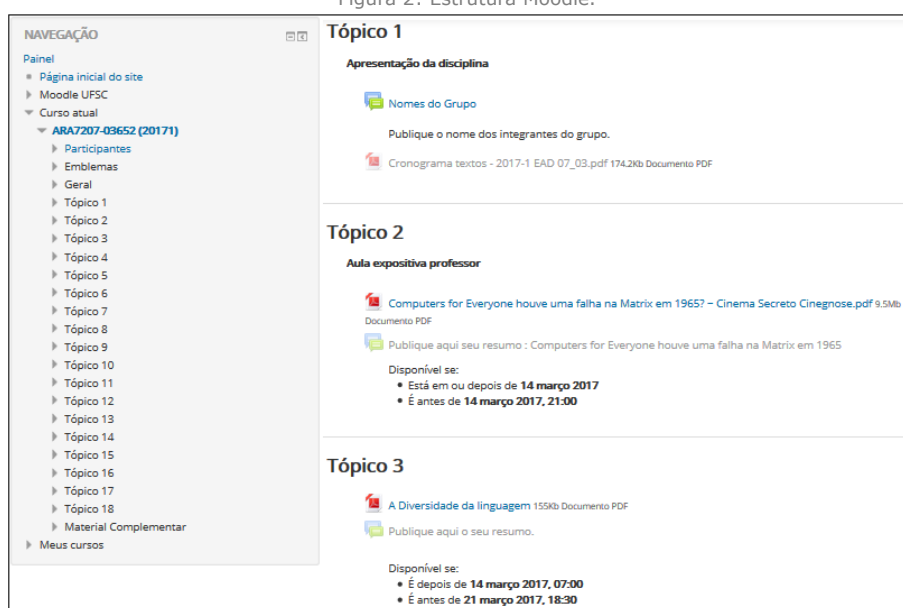 Figura 2: Estrutura Moodle.
NAVEGAÇÃO
Painel
Página inicial do site
Moodle UFSC
Curso atual
ARA7207-03652 (20171)
Participantes
Emblemas
Geral
Tópico 1
Tópico 2
Tópico 3
Tópico 4
Tópico 5
Tópico 6
Tópico 7
Tópico 8
Tópico 9
Tópico 10
Tópico 11
Tópico 12
Tópico 13
Tópico 14
Tópico 15
Tópico 16
Tópico 17
Tópico 18
Material Complementar
Meus cursos
Tópico 1
Apresentação da disciplina
Nomes do Grupo
Publique o nome dos integrantes do grupo.
Cronograma textos - 2017-1 EAD 07_03.pdf 174.2Kb Documento PDF
Tópico 2
Aula expositiva professor
Computers for Everyone houve uma falha na Matrix em 1965? – Cinema Secreto Cinegnose.pdf 9.5Mb
Documento PDF
Publique aqui seu resumo : Computers for Everyone houve uma falha na Matrix em 1965
Disponível se:
• Está em ou depois de 14 março 2017
• É antes de 14 março 2017, 21:00
Tópico 3
A Diversidade da linguagem 155Kb Documento PDF
Publique aqui o seu resumo.
Disponível se:
• É depois de 14 março 2017, 07:00
• É antes de 21 março 2017, 18:30